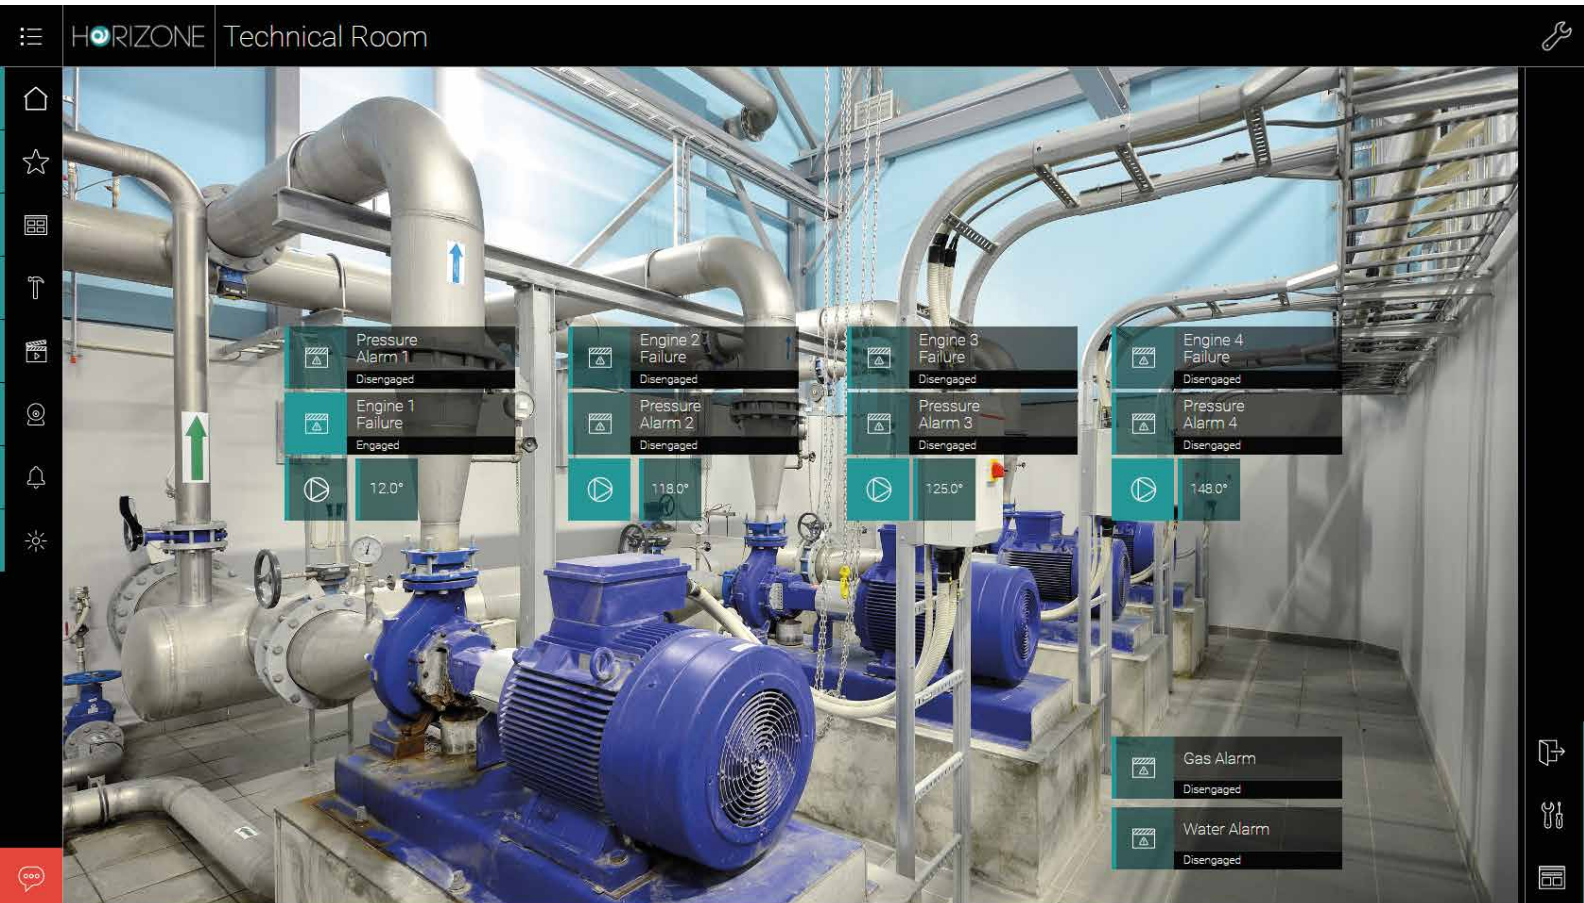 HORIZONE
Technical Room
Pressure
Alarm 1
Disengaged
Engine 1
Failure
Engaged
12.0°
Engine 2
Failure
Disengaged
Pressure
Alarm 2
Disengaged
118.0°
Engine 3
Failure
Disengaged
Pressure
Alarm 3
Disengaged
125.0°
Engine 4
Failure
Disengaged
Pressure
Alarm 4
Disengaged
148.0°
Gas Alarm
Disengaged
Water Alarm
Disengaged